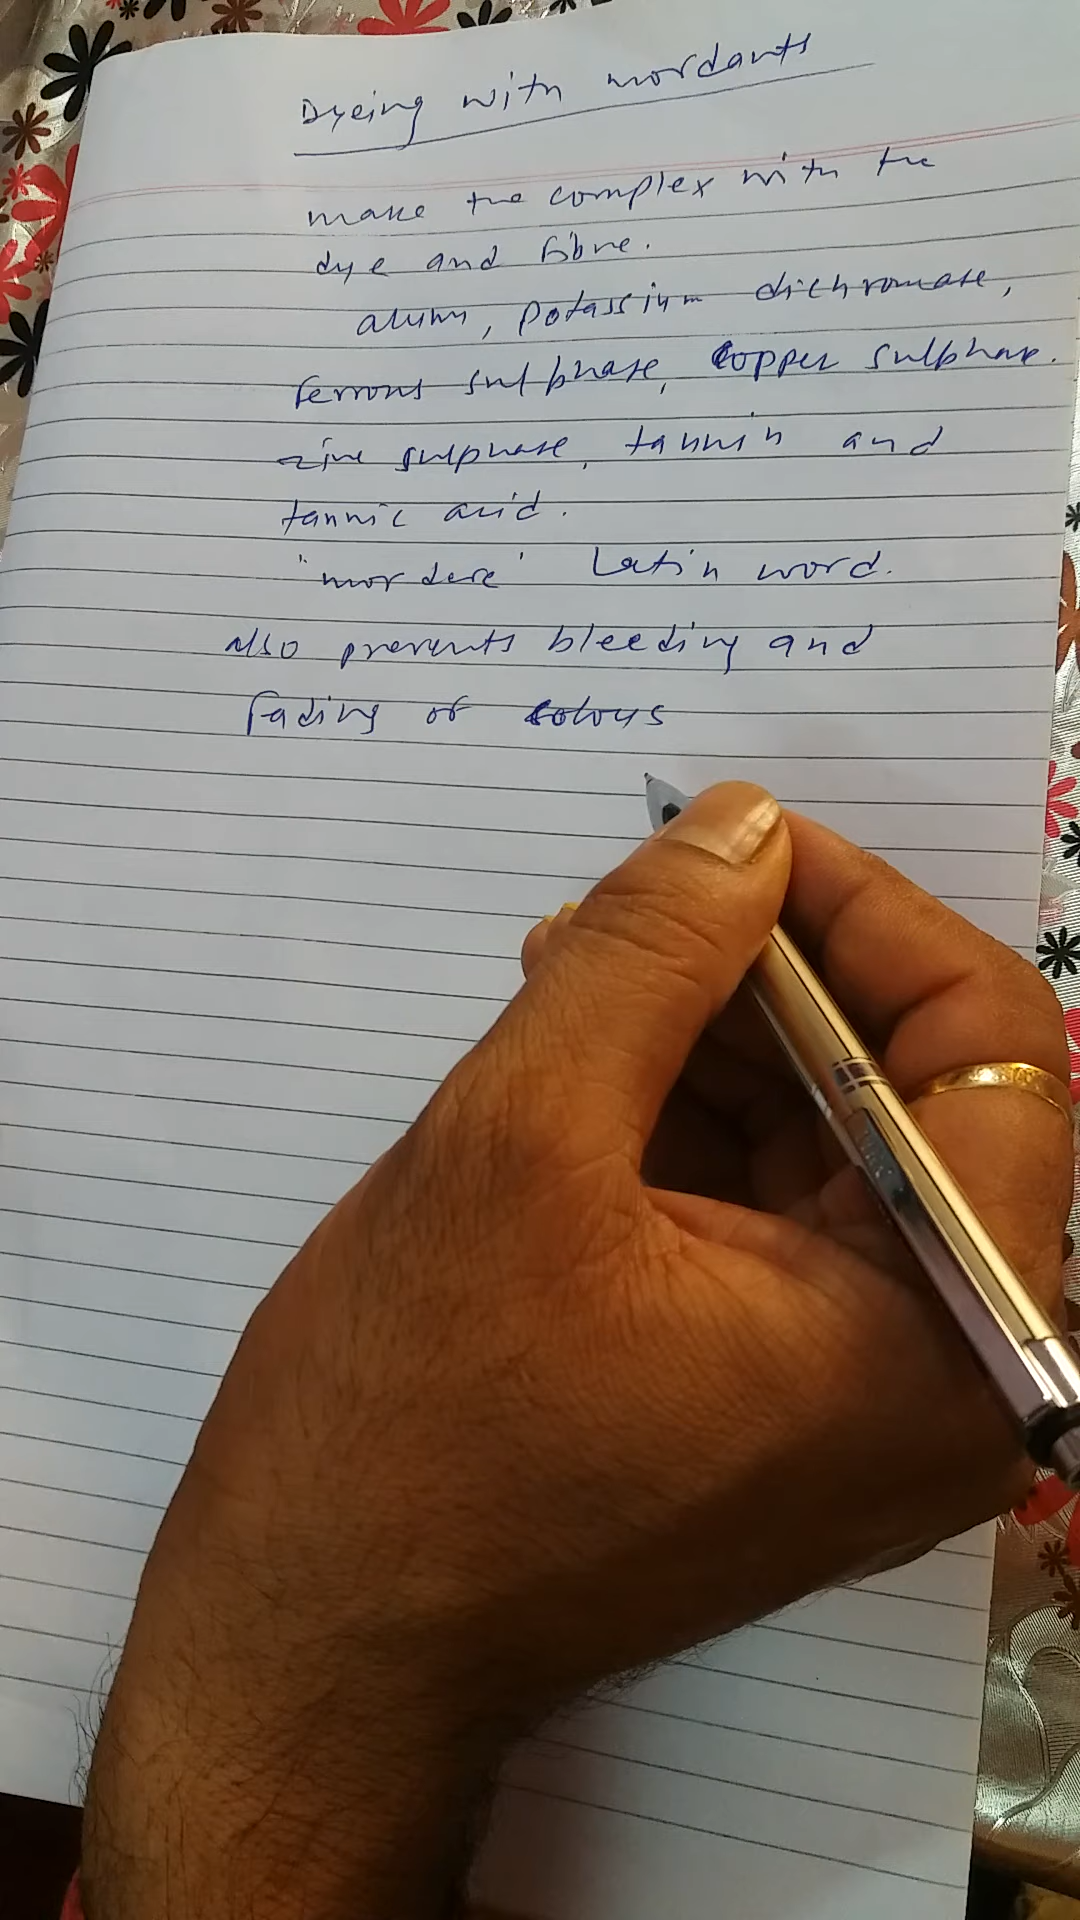 Dyeing with mordants
make the complex with the
dye and fibre.
alum, potassium dichromate,
ferrous sulphate, copper sulphate.
zinc sulphate, tannin and
tannic acid.
'mordere' Latin word.
also prevents bleeding and
fading of colours